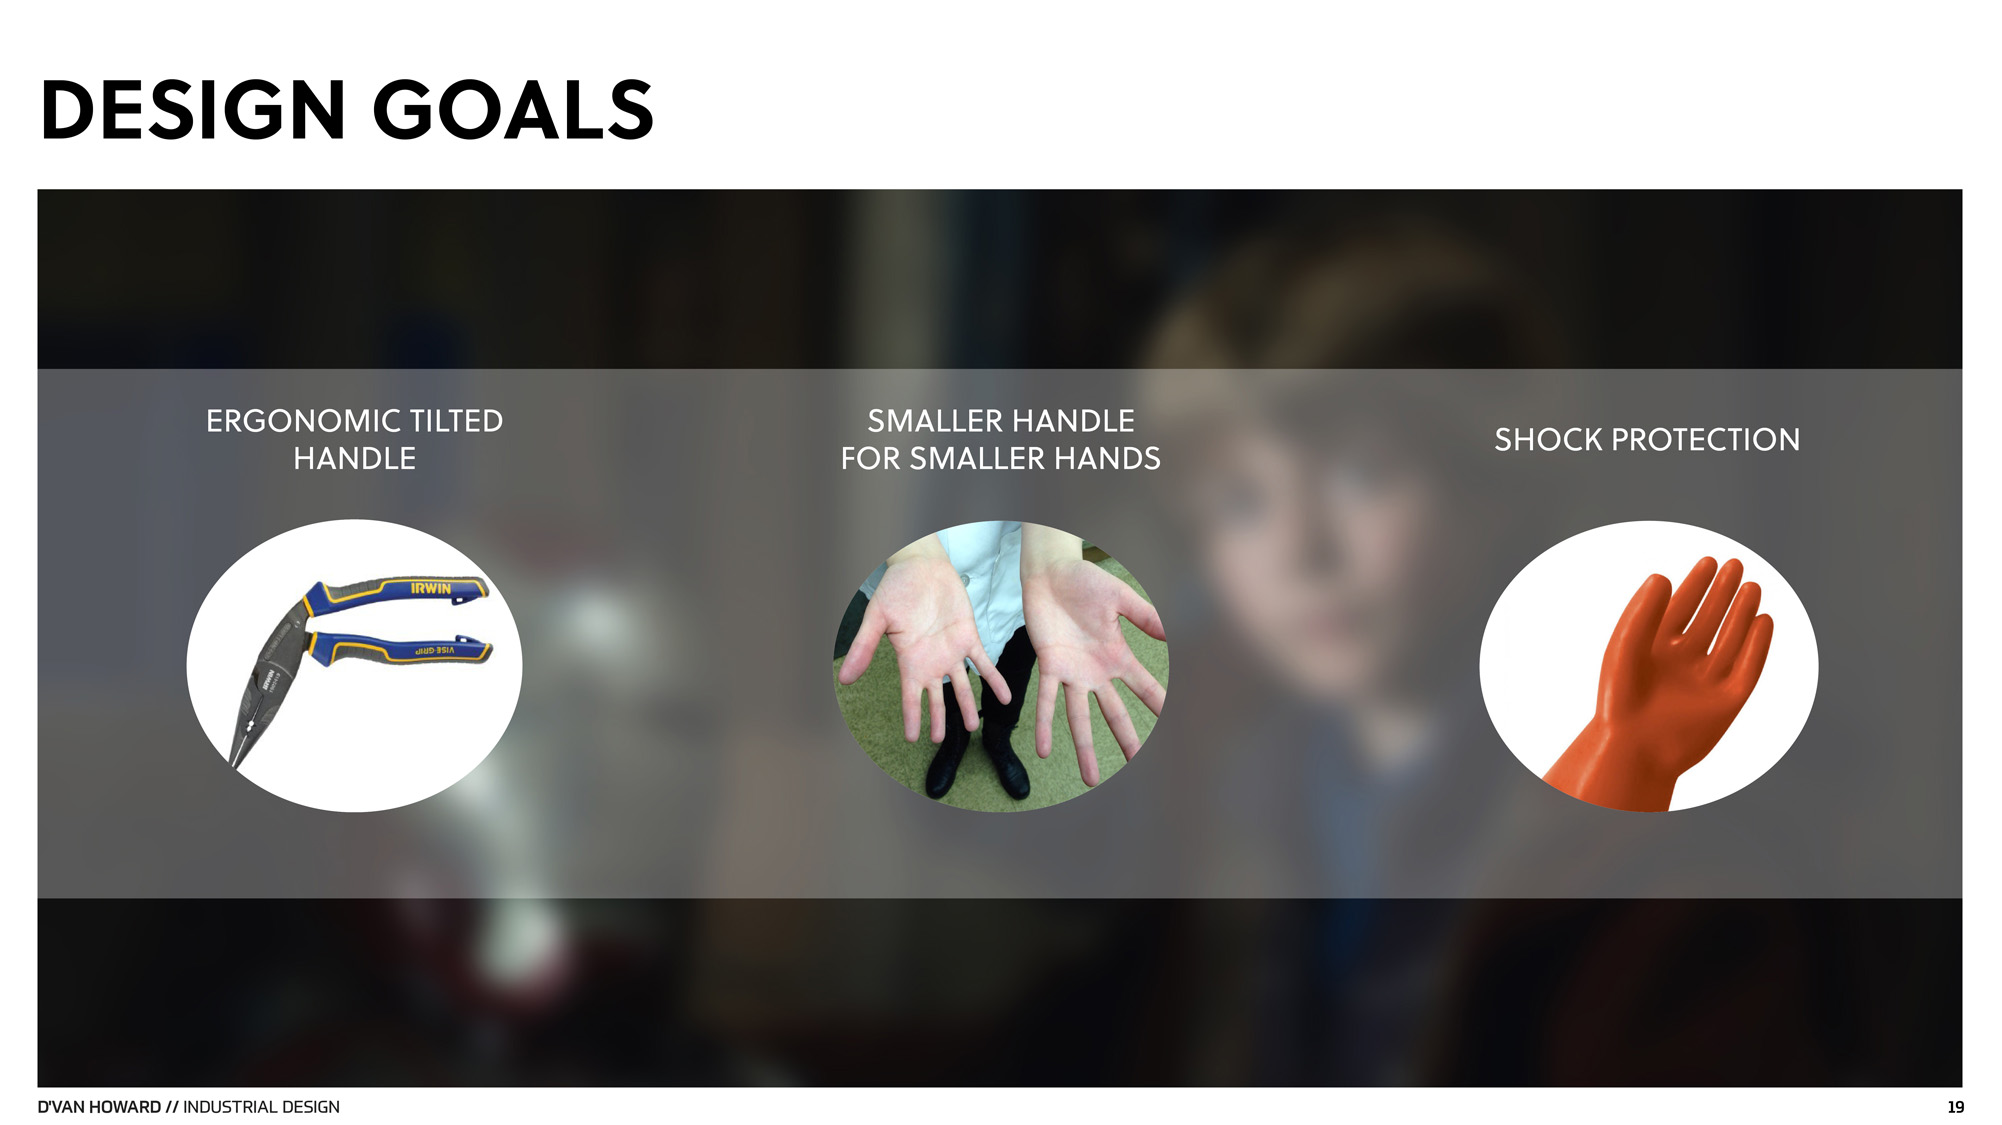 DESIGN GOALS
ERGONOMIC TILTED
HANDLE
SMALLER HANDLE
FOR SMALLER HANDS
SHOCK PROTECTION
IRWIN
VISE-GRIP
IRWIN
D'VAN HOWARD // INDUSTRIAL DESIGN
19